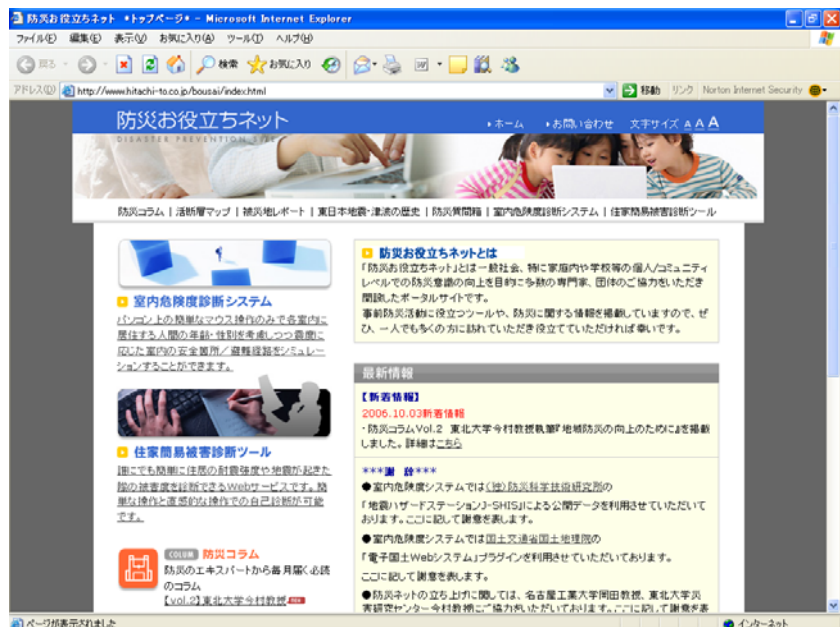 防災お役立ちネット *トップページ* - Microsoft Internet Explorer
ファイル(F) 編集(E) 表示(V) お気に入り(A) ツール(T) ヘルプ(H)
戻る 検索 お気に入り
アドレス(D) http://www.hitachi-to.co.jp/bousai/index.html 移動 リンク Norton Internet Security
防災お役立ちネット
DISASTER PREVENTION SITE
ホーム お問い合わせ 文字サイズ A A A
防災コラム | 活断層マップ | 被災地レポート | 東日本地震・津波の歴史 | 防災質問箱 | 室内危険度診断システム | 住家簡易被害診断ツール
室内危険度診断システム
パソコン上の簡単なマウス操作のみで各室内に
居住する人間の年齢・性別を考慮しつつ震度に
応じた室内の安全箇所/避難経路をシミュレー
ションすることができます。
住家簡易被害診断ツール
誰にでも簡単に住居の耐震強度や地震が起きた
際の被害度を診断できるWebサービスです。簡
単な操作と直感的な操作での自己診断が可能
です。
COLUMN 防災コラム
防災のエキスパートから毎月届く必読
のコラム
【vol.2】東北大学今村教授
防災お役立ちネットとは
「防災お役立ちネット」とは一般社会、特に家庭内や学校等の個人/コミュニティ
レベルでの防災意識の向上を目的に多数の専門家、団体のご協力をいただき
開設したポータルサイトです。
事前防災活動に役立つツールや、防災に関する情報を掲載していますので、ぜ
ひ、一人でも多くの方に訪れていただき役立てていただければ幸いです。
最新情報
【新着情報】
2006.10.03新着情報
・防災コラムVol.2 東北大学今村教授執筆『地域防災の向上のために』を掲載
しました。詳細はこちら
***謝 辞***
●室内危険度システムでは(独)防災科学技術研究所の
「地震ハザードステーションJ-SHIS」による公開データを利用させていただいて
おります。ここに記して謝意を表します。
●室内危険度システムでは国土交通省国土地理院の
「電子国土Webシステム」プラグインを利用させていただいております。
ここに記して謝意を表します。
●防災ネットの立ち上げに関しては、名古屋工業大学岡田教授、東北大学災
害研究センター今村教授にご協力をいただいております。ここに記して謝意を表
ページが表示されました インターネット